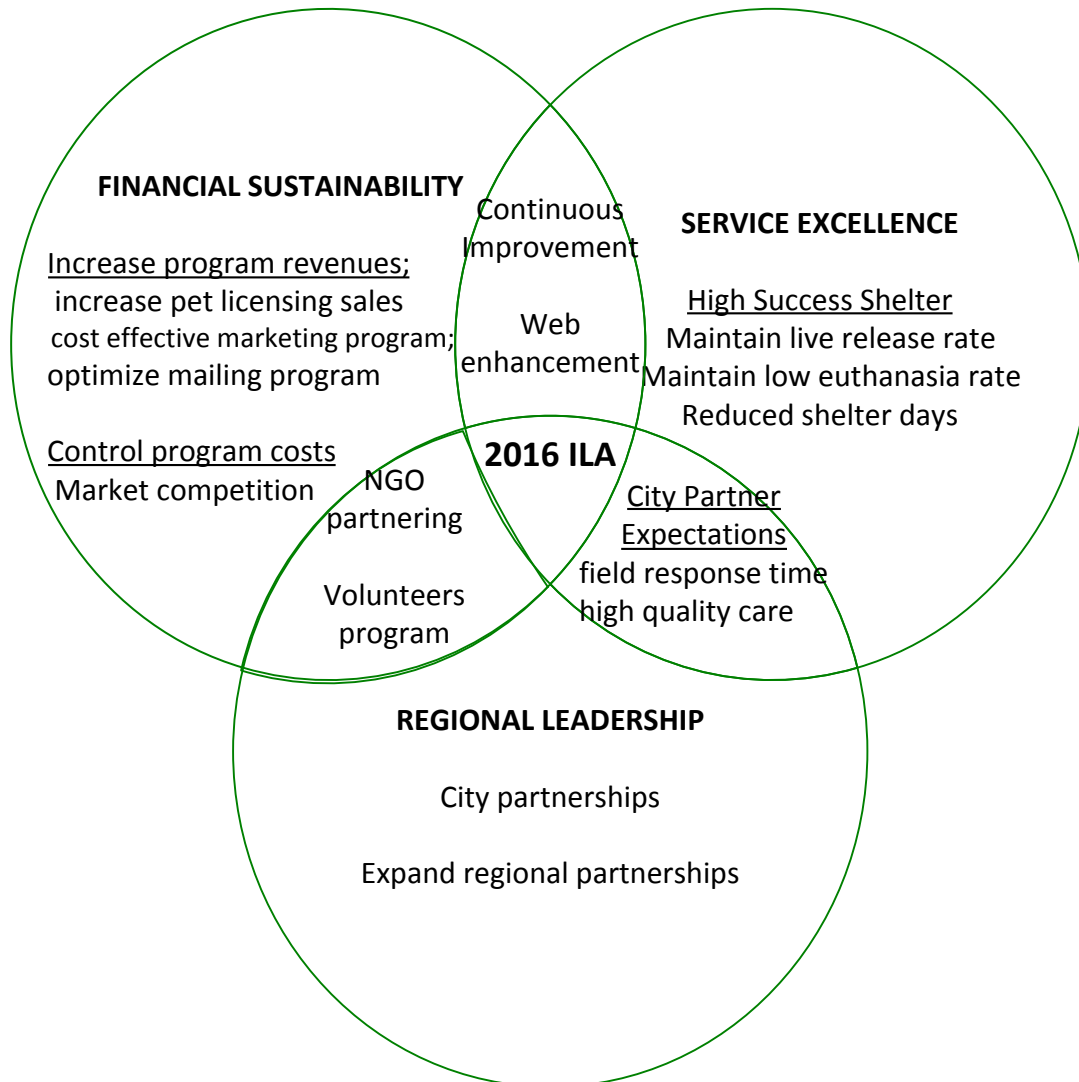 FINANCIAL SUSTAINABILITY
Increase program revenues;
increase pet licensing sales
cost effective marketing program;
optimize mailing program
Control program costs
Market competition
Continuous
Improvement
Web
enhancement
SERVICE EXCELLENCE
High Success Shelter
Maintain live release rate
Maintain low euthanasia rate
Reduced shelter days
2016 ILA
NGO
partnering
Volunteers
program
City Partner
Expectations
field response time
high quality care
REGIONAL LEADERSHIP
City partnerships
Expand regional partnerships